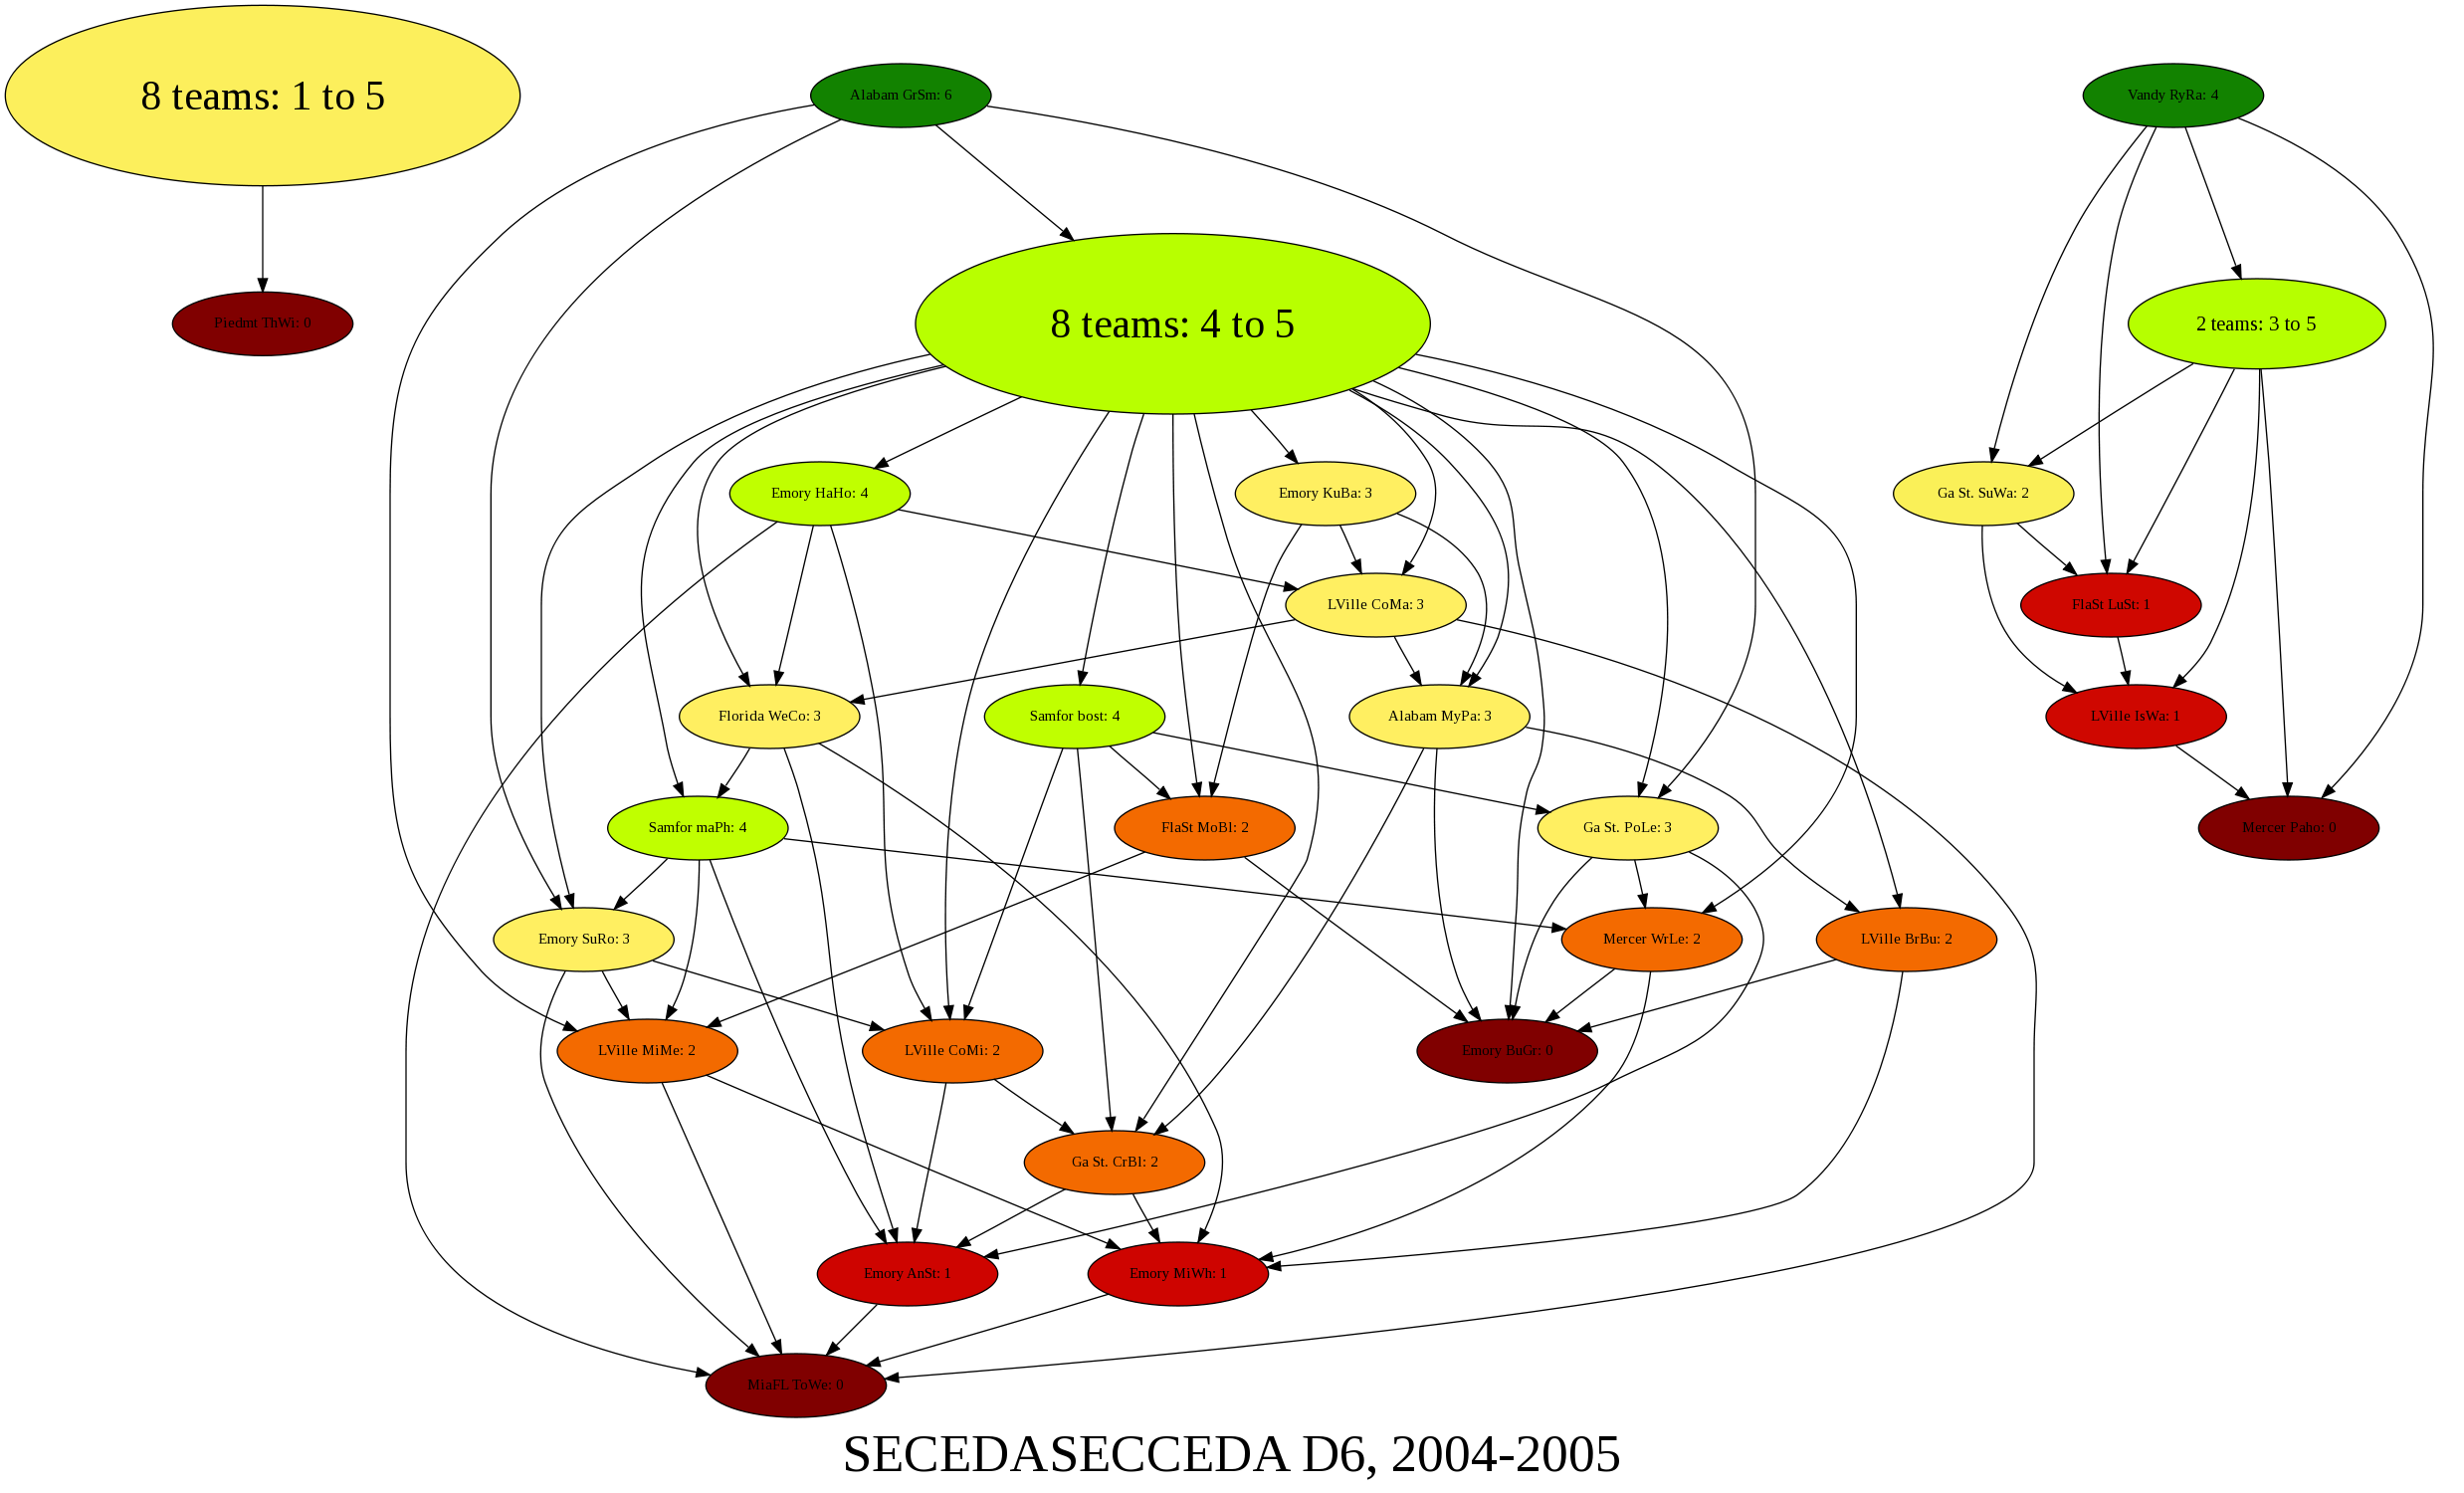 8 teams: 1 to 5
Alabam GrSm: 6
Vandy RyRa: 4
Piedmt ThWi: 0
8 teams: 4 to 5
2 teams: 3 to 5
Emory HaHo: 4
Emory KuBa: 3
Ga St. SuWa: 2
LVille CoMa: 3
FlaSt LuSt: 1
Florida WeCo: 3
Samfor bost: 4
Alabam MyPa: 3
LVille IsWa: 1
Samfor maPh: 4
FlaSt MoBl: 2
Ga St. PoLe: 3
Mercer Paho: 0
Emory SuRo: 3
Mercer WrLe: 2
LVille BrBu: 2
LVille MiMe: 2
LVille CoMi: 2
Emory BuGr: 0
Ga St. CrBl: 2
Emory AnSt: 1
Emory MiWh: 1
MiaFL ToWe: 0
SECEDASECCEDA D6, 2004-2005